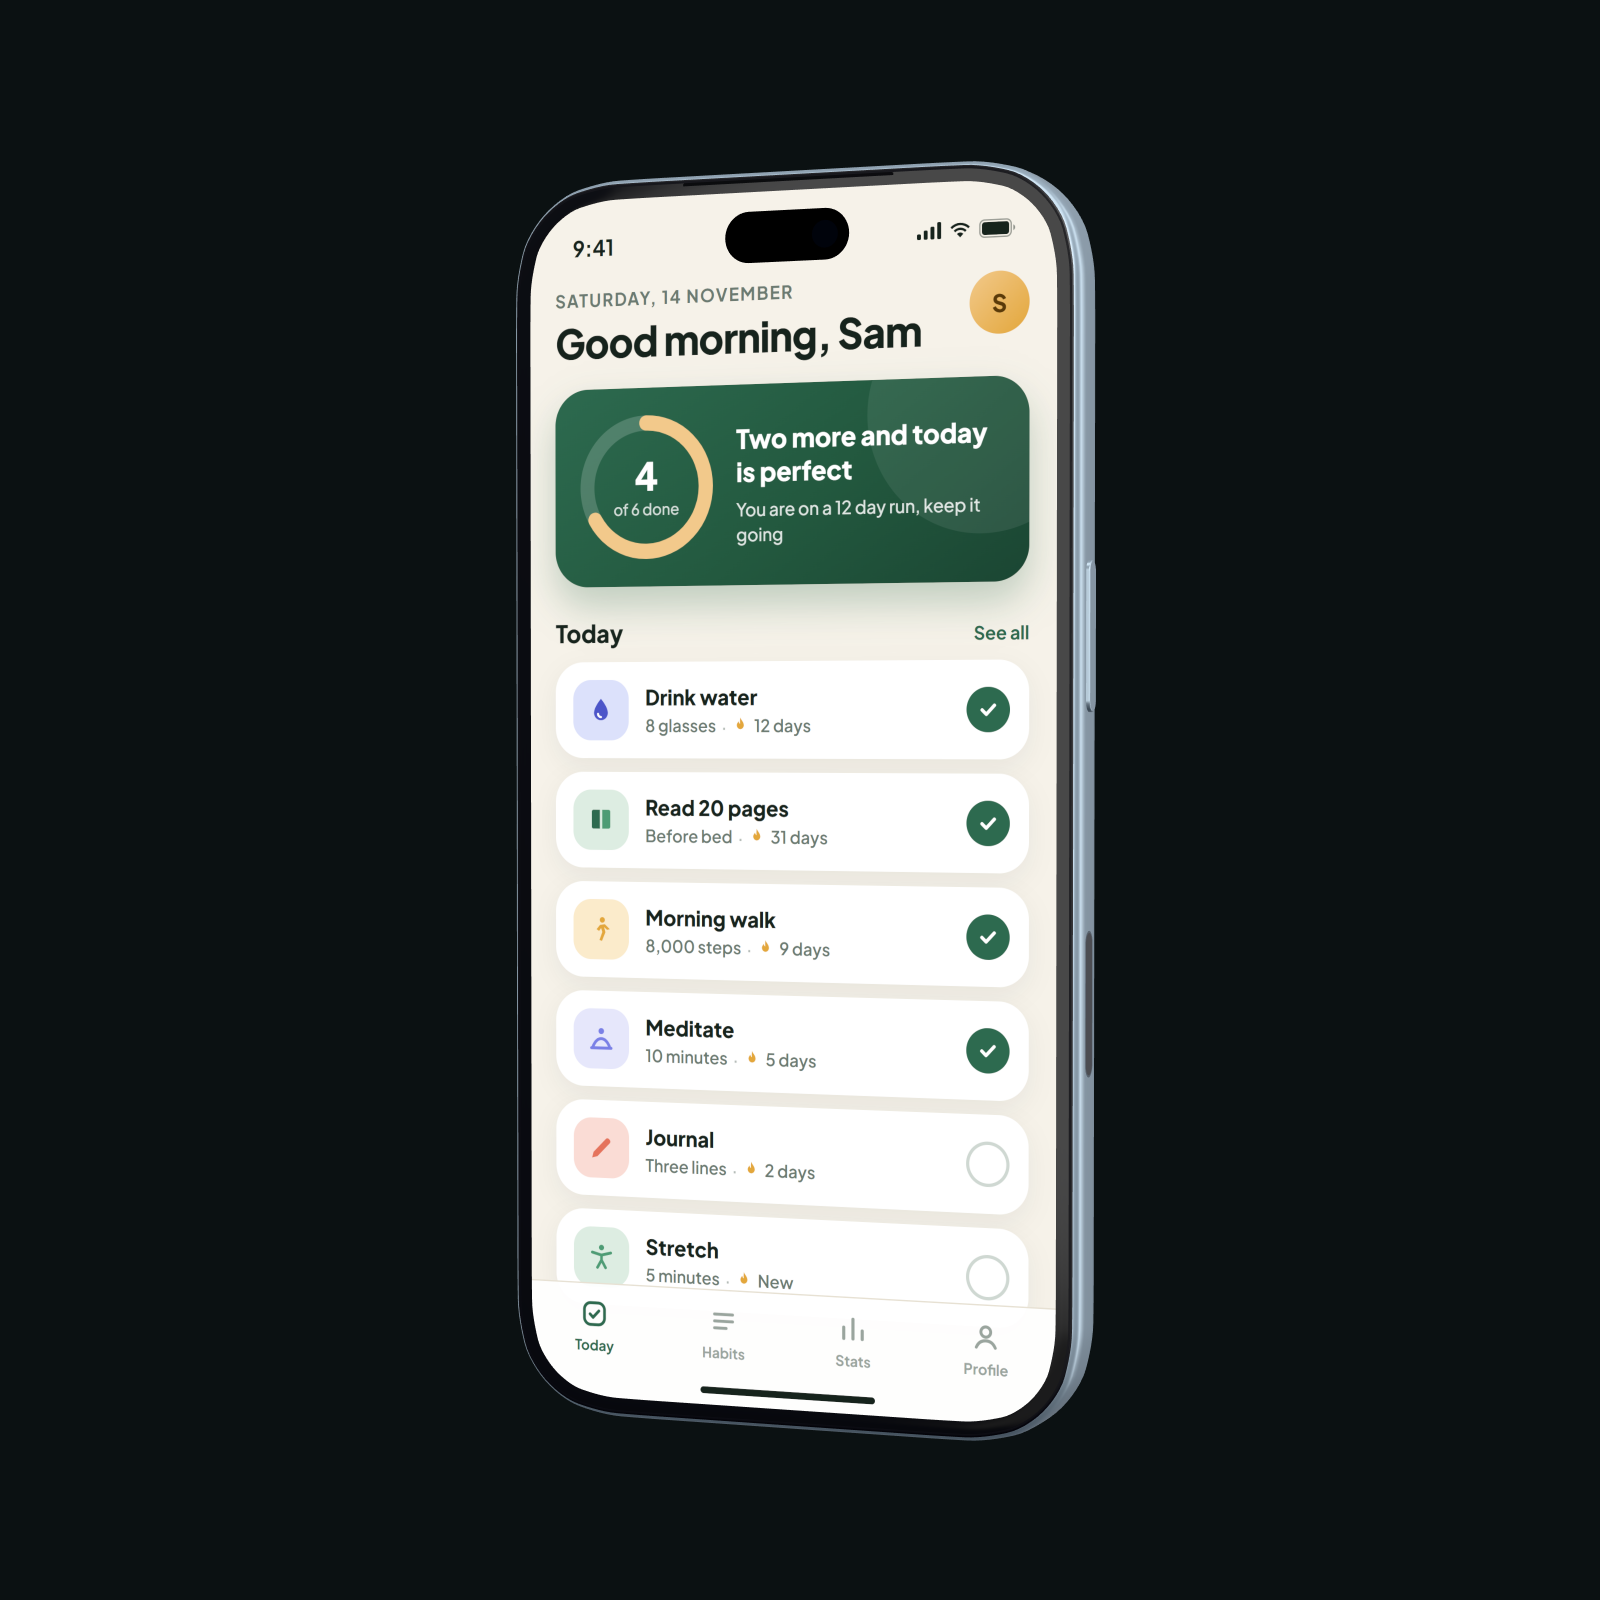 9:41
SATURDAY, 14 NOVEMBER
Good morning, Sam
S
4
of 6 done
Two more and today
is perfect
You are on a 12 day run, keep it
going
Today
See all
Drink water
8 glasses · 12 days
Read 20 pages
Before bed · 31 days
Morning walk
8,000 steps · 9 days
Meditate
10 minutes · 5 days
Journal
Three lines · 2 days
Stretch
5 minutes · New
Today
Habits
Stats
Profile